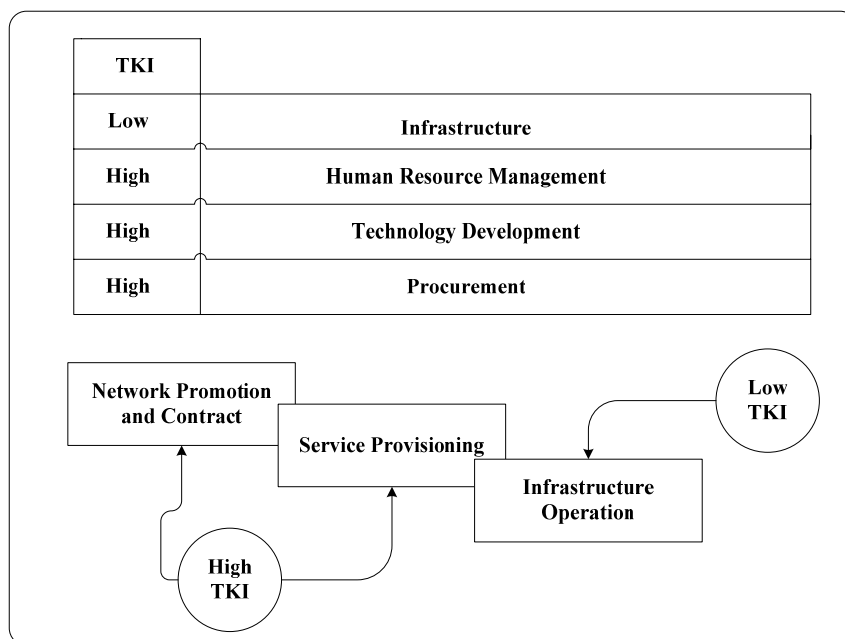 TKI
Low Infrastructure
High Human Resource Management
High Technology Development
High Procurement
Network Promotion
and Contract
Service Provisioning
Infrastructure
Operation
Low
TKI
High
TKI